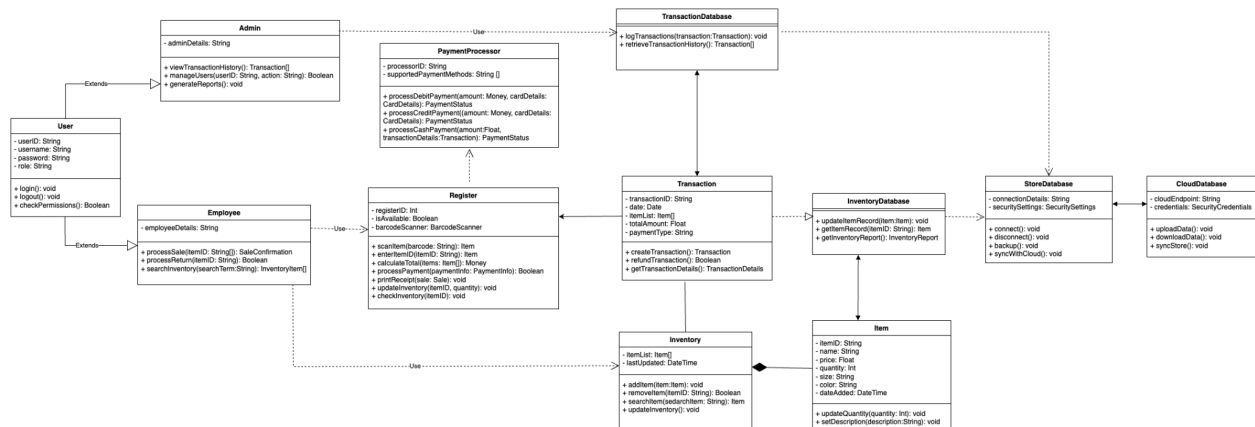 Admin
- adminDetails: String
+ viewTransactionHistory(): Transaction[]
+ manageUsers(userID: String, action: String): Boolean
+ generateReports(): void
Use
TransactionDatabase
+ logTransactions(transaction:Transaction): void
+ retrieveTransactionHistory(): Transaction[]
PaymentProcessor
- processorID: String
- supportedPaymentMethods: String []
+ processDebitPayment(amount: Money, cardDetails:
CardDetails): PaymentStatus
+ processCreditPayment((amount: Money, cardDetails:
CardDetails): PaymentStatus
+ processCashPayment(amount:Float,
transactionDetails:Transaction): PaymentStatus
Extends
User
- userID: String
- username: String
- password: String
- role: String
+ login(): void
+ logout(): void
+ checkPermissions(): Boolean
Extends
Employee
- employeeDetails: String
+ processSale(itemID: String[]): SaleConfirmation
+ processReturn(itemID: String): Boolean
+ searchInventory(searchTerm:String): InventoryItem[]
Use
Register
- registerID: Int
- isAvailable: Boolean
- barcodeScanner: BarcodeScanner
+ scanItem(barcode: String): Item
+ enterItemID(itemID: String): Item
+ calculateTotal(items: Item[]): Money
+ processPayment(paymentInfo: PaymentInfo): Boolean
+ printReceipt(sale: Sale): void
+ updateInventory(itemID, quantity): void
+ checkInventory(itemID): void
Transaction
- transactionID: String
- date: Date
- itemList: Item[]
- totalAmount: Float
- paymentType: String
+ createTransaction(): Transaction
+ refundTransaction(): Boolean
+ getTransactionDetails(): TransactionDetails
InventoryDatabase
+ updateItemRecord(item:Item): void
+ getItemRecord(itemID: String): Item
+ getInventoryReport(): InventoryReport
StoreDatabase
- connectionDetails: String
- securitySettings: SecuritySettings
+ connect(): void
+ disconnect(): void
+ backup(): void
+ syncWithCloud(): void
CloudDatabase
- cloudEndpoint: String
- credentials: SecurityCredentials
+ uploadData(): void
+ downloadData(): void
+ syncStore(): void
Use
Inventory
- itemList: Item[]
- lastUpdated: DateTime
+ addItem(item:Item): void
+ removeItem(itemID: String): Boolean
+ searchItem(sedarchItem: String): Item
+ updateInventory(): void
Item
- itemID: String
- name: String
- price: Float
- quantity: Int
- size: String
- color: String
- dateAdded: DateTime
+ updateQuantity(quantity: Int): void
+ setDescription(description:String): void